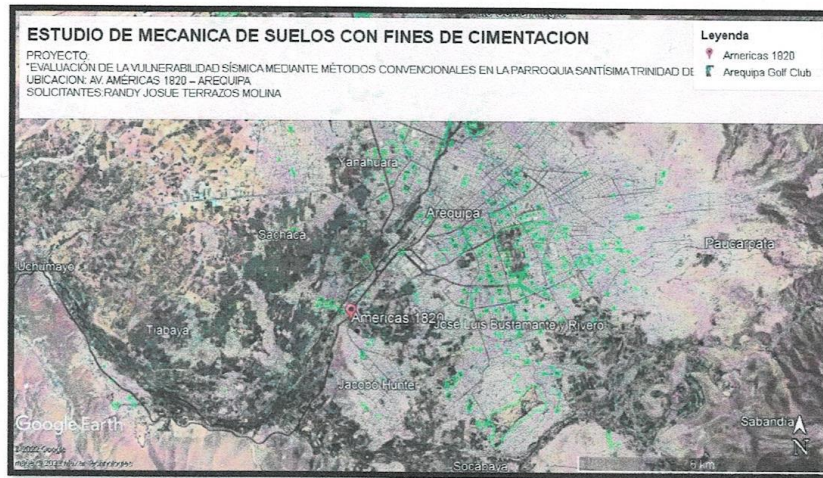 ESTUDIO DE MECANICA DE SUELOS CON FINES DE CIMENTACION
PROYECTO:
"EVALUACIÓN DE LA VULNERABILIDAD SÍSMICA MEDIANTE MÉTODOS CONVENCIONALES EN LA PARROQUIA SANTÍSIMA TRINIDAD DE
UBICACION: AV. AMÉRICAS 1820 – AREQUIPA
SOLICITANTES RANDY JOSUE TERRAZOS MOLINA
Leyenda
Americas 1820
Arequipa Golf Club
Yanahuara
Arequipa
Sachaca
Paucarpata
Uchumayo
Americas 1820
José Luis Bustamante y Rivero
Tiabaya
Jacobo Hunter
Google Earth
Sabandia
N
Socabaya